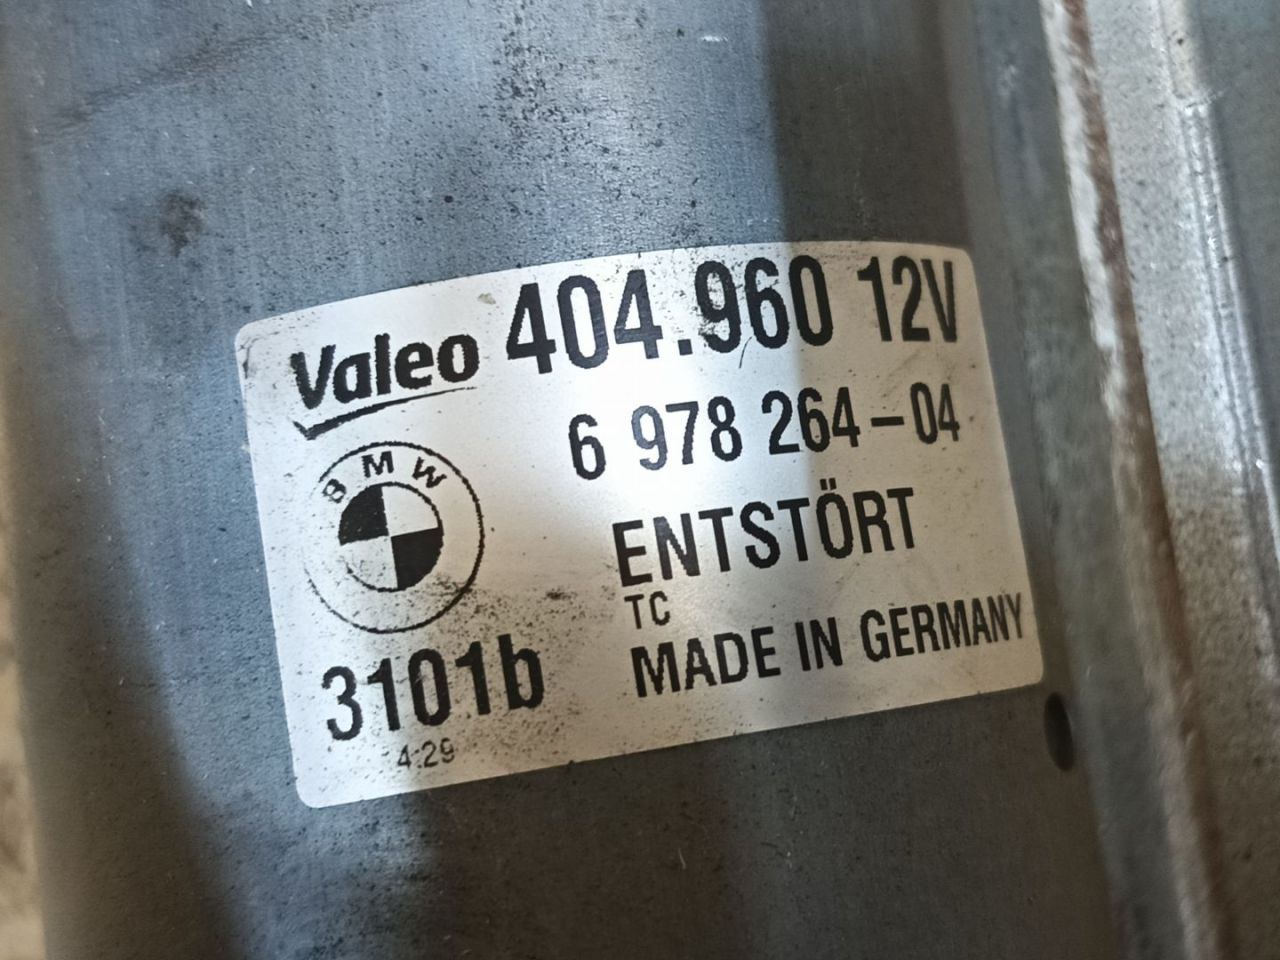 Valeo 404.960 12V
6 978 264-04
BMW
ENTSTÖRT
TC
3101b MADE IN GERMANY
4:29